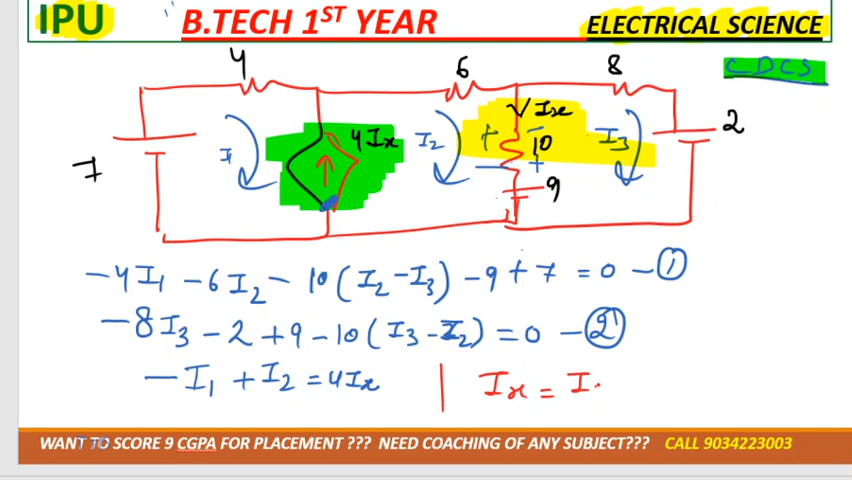 IPU
B.TECH 1ST YEAR
ELECTRICAL SCIENCE
CDCS
4
6
8
Ix
4Ix
I2
+
-
10
I3
2
I1
7
-
+
9
-4I1 - 6I2 - 10(I2 - I3) - 9 + 7 = 0 - ①
-8I3 - 2 + 9 - 10(I3 - I2) = 0 - ②
-I1 + I2 = 4Ix | Ix = I
WANT TO SCORE 9 CGPA FOR PLACEMENT ??? NEED COACHING OF ANY SUBJECT??? CALL 9034223003